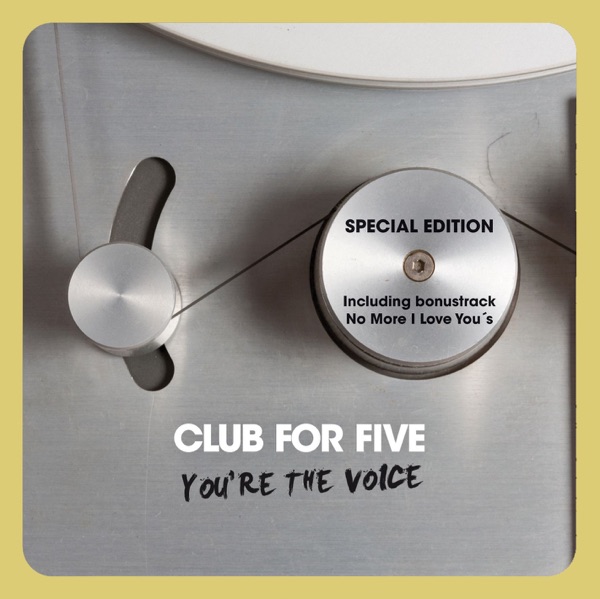 SPECIAL EDITION
Including bonustrack
No More I Love You´s
CLUB FOR FIVE
YOU'RE THE VOICE